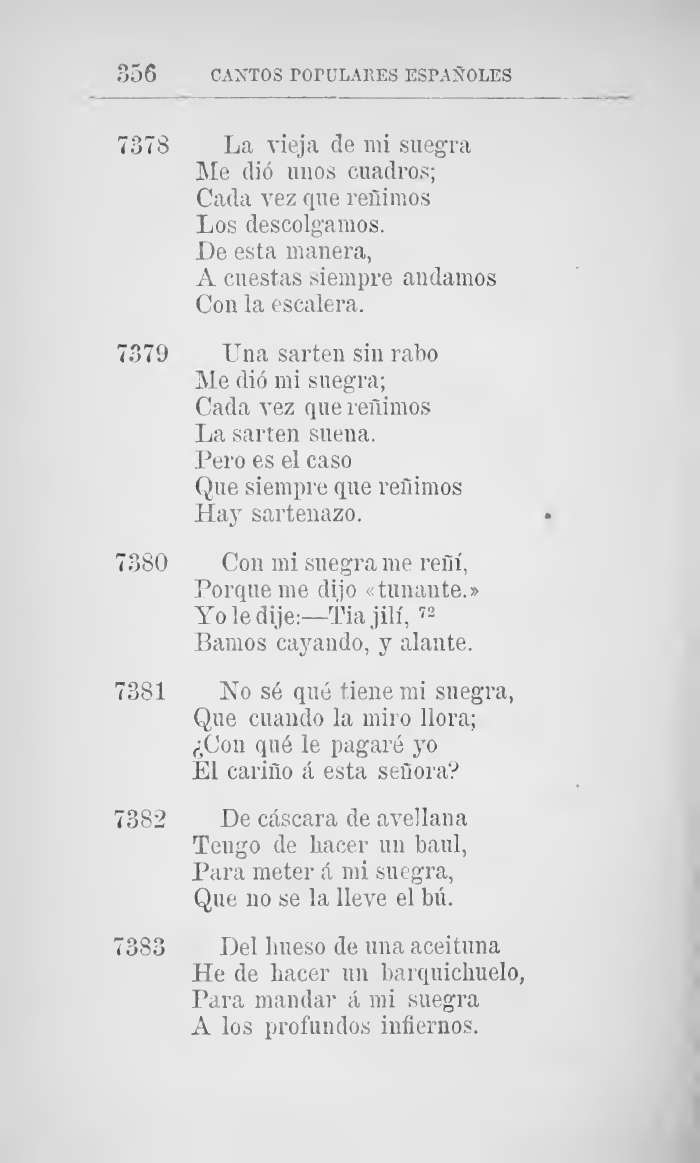 356 CANTOS POPULARES ESPAÑOLES
7378 La vieja de mi suegra
Me dió unos cuadros;
Cada vez que reñimos
Los descolgamos.
De esta manera,
A cuestas siempre andamos
Con la escalera.
7379 Una sarten sin rabo
Me dió mi suegra;
Cada vez que reñimos
La sarten suena.
Pero es el caso
Que siempre que reñimos
Hay sartenazo.
7380 Con mi suegra me reñí,
Porque me dijo «tunante.»
Yo le dije:—Tia jilí, 72
Bamos cayando, y alante.
7381 No sé qué tiene mi suegra,
Que cuando la miro llora;
¿Con qué le pagaré yo
El cariño á esta señora?
7382 De cáscara de avellana
Tengo de hacer un baul,
Para meter á mi suegra,
Que no se la lleve el bú.
7383 Del hueso de una aceituna
He de hacer un barquichuelo,
Para mandar á mi suegra
A los profundos infiernos.